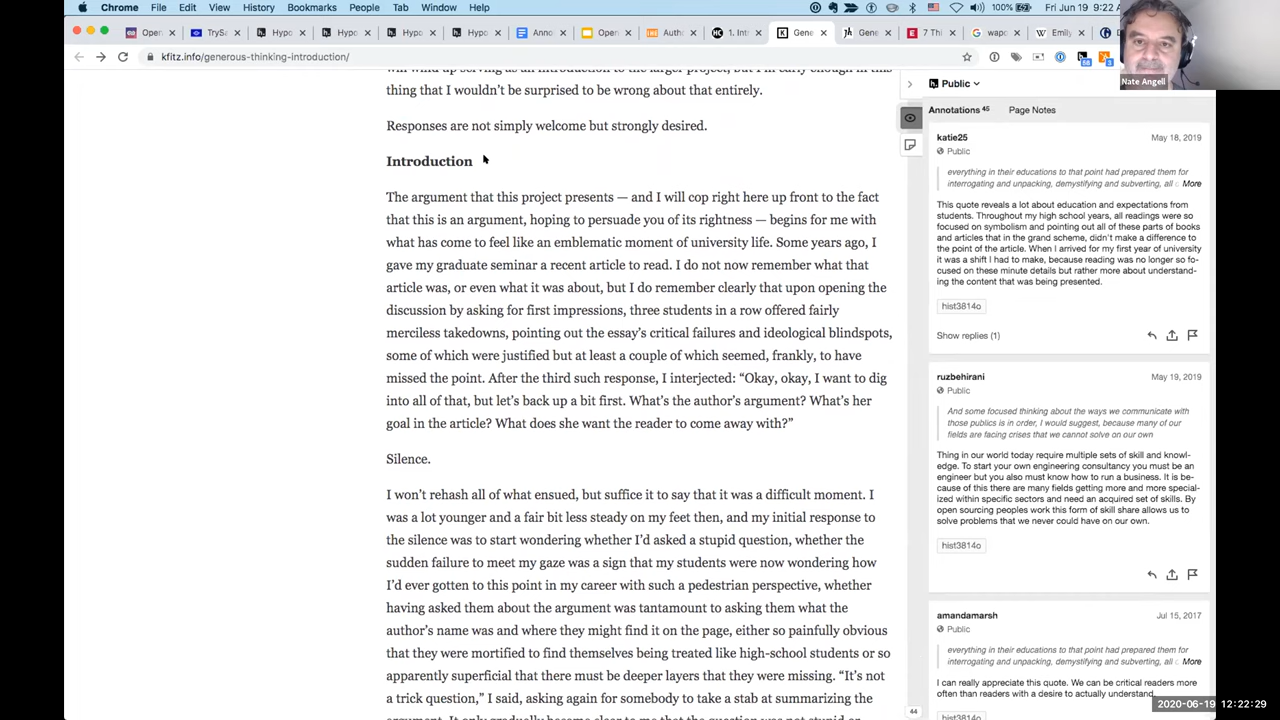 Chrome File Edit View History Bookmarks People Tab Window Help
100% Fri Jun 19 9:22
Open
TrySa
Hypo
Hypo
Hypo
Hypo
Anno
Open
Autho
1. Int
Gene
Gene
7 Thi
wapo
Emily
kfitz.info/generous-thinking-introduction/
Nate Angell
thing that I wouldn't be surprised to be wrong about that entirely.
Responses are not simply welcome but strongly desired.
Introduction
The argument that this project presents — and I will cop right here up front to the fact
that this is an argument, hoping to persuade you of its rightness — begins for me with
what has come to feel like an emblematic moment of university life. Some years ago, I
gave my graduate seminar a recent article to read. I do not now remember what that
article was, or even what it was about, but I do remember clearly that upon opening the
discussion by asking for first impressions, three students in a row offered fairly
merciless takedowns, pointing out the essay's critical failures and ideological blindspots,
some of which were justified but at least a couple of which seemed, frankly, to have
missed the point. After the third such response, I interjected: “Okay, okay, I want to dig
into all of that, but let's back up a bit first. What's the author's argument? What's her
goal in the article? What does she want the reader to come away with?”
Silence.
I won't rehash all of what ensued, but suffice it to say that it was a difficult moment. I
was a lot younger and a fair bit less steady on my feet then, and my initial response to
the silence was to start wondering whether I'd asked a stupid question, whether the
sudden failure to meet my gaze was a sign that my students were now wondering how
I'd ever gotten to this point in my career with such a pedestrian perspective, whether
having asked them about the argument was tantamount to asking them what the
author's name was and where they might find it on the page, either so painfully obvious
that they were mortified to find themselves being treated like high-school students or so
apparently superficial that there must be deeper layers that they were missing. “It's not
a trick question,” I said, asking again for somebody to take a stab at summarizing the
Public
Annotations 45 Page Notes
katie25 May 18, 2019
Public
everything in their educations to that point had prepared them for
interrogating and unpacking, demystifying and subverting, all c More
This quote reveals a lot about education and expectations from
students. Throughout my high school years, all readings were so
focused on symbolism and pointing out all of these parts of books
and articles that in the grand scheme, didn't make a difference to
the point of the article. When I arrived for my first year of university
it was a shift I had to make, because reading was no longer so fo-
cused on these minute details but rather more about understand-
ing the content that was being presented.
hist3814o
Show replies (1)
ruzbehirani May 19, 2019
Public
And some focused thinking about the ways we communicate with
those publics is in order, I would suggest, because many of our
fields are facing crises that we cannot solve on our own
Thing in our world today require multiple sets of skill and knowl-
edge. To start your own engineering consultancy you must be an
engineer but you also must know how to run a business. It is be-
cause of this there are many fields getting more and more special-
ized within specific sectors and need an acquired set of skills. By
open sourcing peoples work this form of skill share allows us to
solve problems that we never could have on our own.
hist3814o
amandamarsh Jul 15, 2017
Public
everything in their educations to that point had prepared them for
interrogating and unpacking, demystifying and subverting, all c More
I can really appreciate this quote. We can be critical readers more
often than readers with a desire to actually understand.
hist3814o
44
2020-06-19 12:22:29